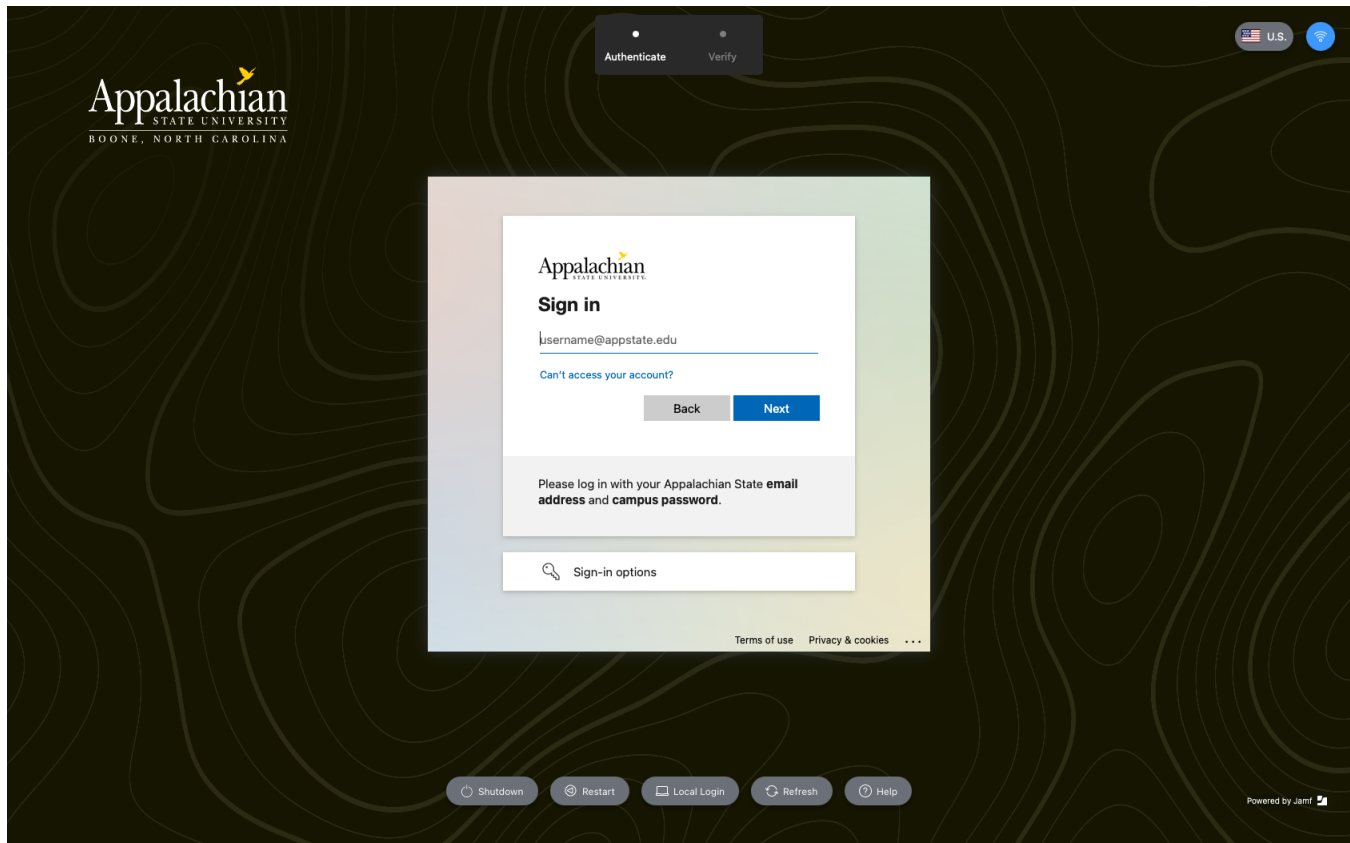 Authenticate
Verify
U.S.
Appalachian
STATE UNIVERSITY
BOONE, NORTH CAROLINA
Appalachian
STATE UNIVERSITY.
Sign in
username@appstate.edu
Can't access your account?
Back
Next
Please log in with your Appalachian State email
address and campus password.
Sign-in options
Terms of use
Privacy & cookies
...
Shutdown
Restart
Local Login
Refresh
Help
Powered by Jamf